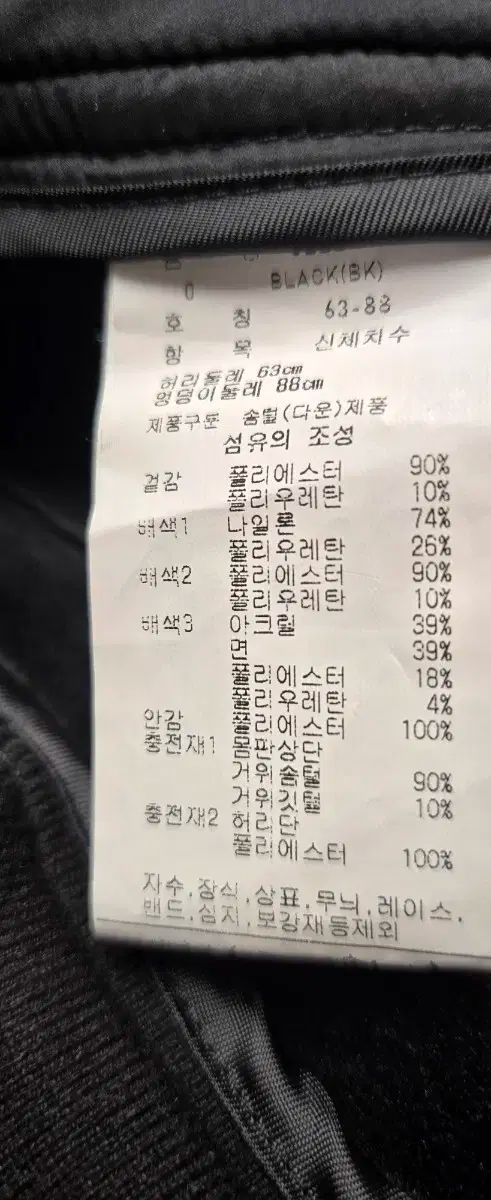 0 BLACK(BK)
호 칭 63-88
항 목 신체치수
허리둘레 63cm
엉덩이둘레 88cm
제품구분 솜털(다운)제품
섬유의 조성
겉감 폴리에스터 90%
폴리우레탄 10%
배색1 나일론 74%
폴리우레탄 26%
배색2 폴리에스터 90%
폴리우레탄 10%
배색3 아크릴 39%
면 39%
폴리에스터 18%
폴리우레탄 4%
안감 폴리에스터 100%
충전재1 몸판상단
거위솜털 90%
거위깃털 10%
충전재2 허리단
폴리에스터 100%
자수,장식,상표,무늬,레이스,
밴드,심지,보강재등제외